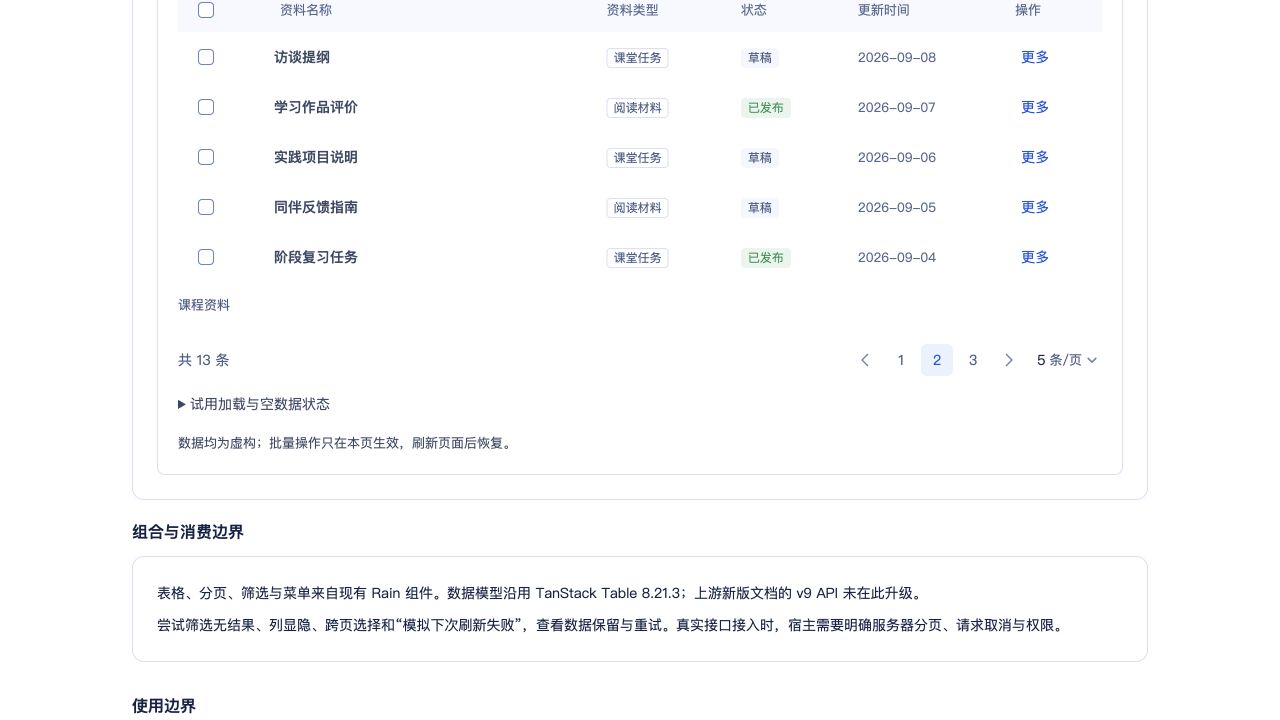 资料名称 资料类型 状态 更新时间 操作
访谈提纲 课堂任务 草稿 2026-09-08 更多
学习作品评价 阅读材料 已发布 2026-09-07 更多
实践项目说明 课堂任务 草稿 2026-09-06 更多
同伴反馈指南 阅读材料 草稿 2026-09-05 更多
阶段复习任务 课堂任务 已发布 2026-09-04 更多
课程资料
共 13 条 1 2 3 5 条/页
试用加载与空数据状态
数据均为虚构；批量操作只在本页生效，刷新页面后恢复。
组合与消费边界
表格、分页、筛选与菜单来自现有 Rain 组件。数据模型沿用 TanStack Table 8.21.3；上游新版文档的 v9 API 未在此升级。
尝试筛选无结果、列显隐、跨页选择和“模拟下次刷新失败”，查看数据保留与重试。真实接口接入时，宿主需要明确服务器分页、请求取消与权限。
使用边界